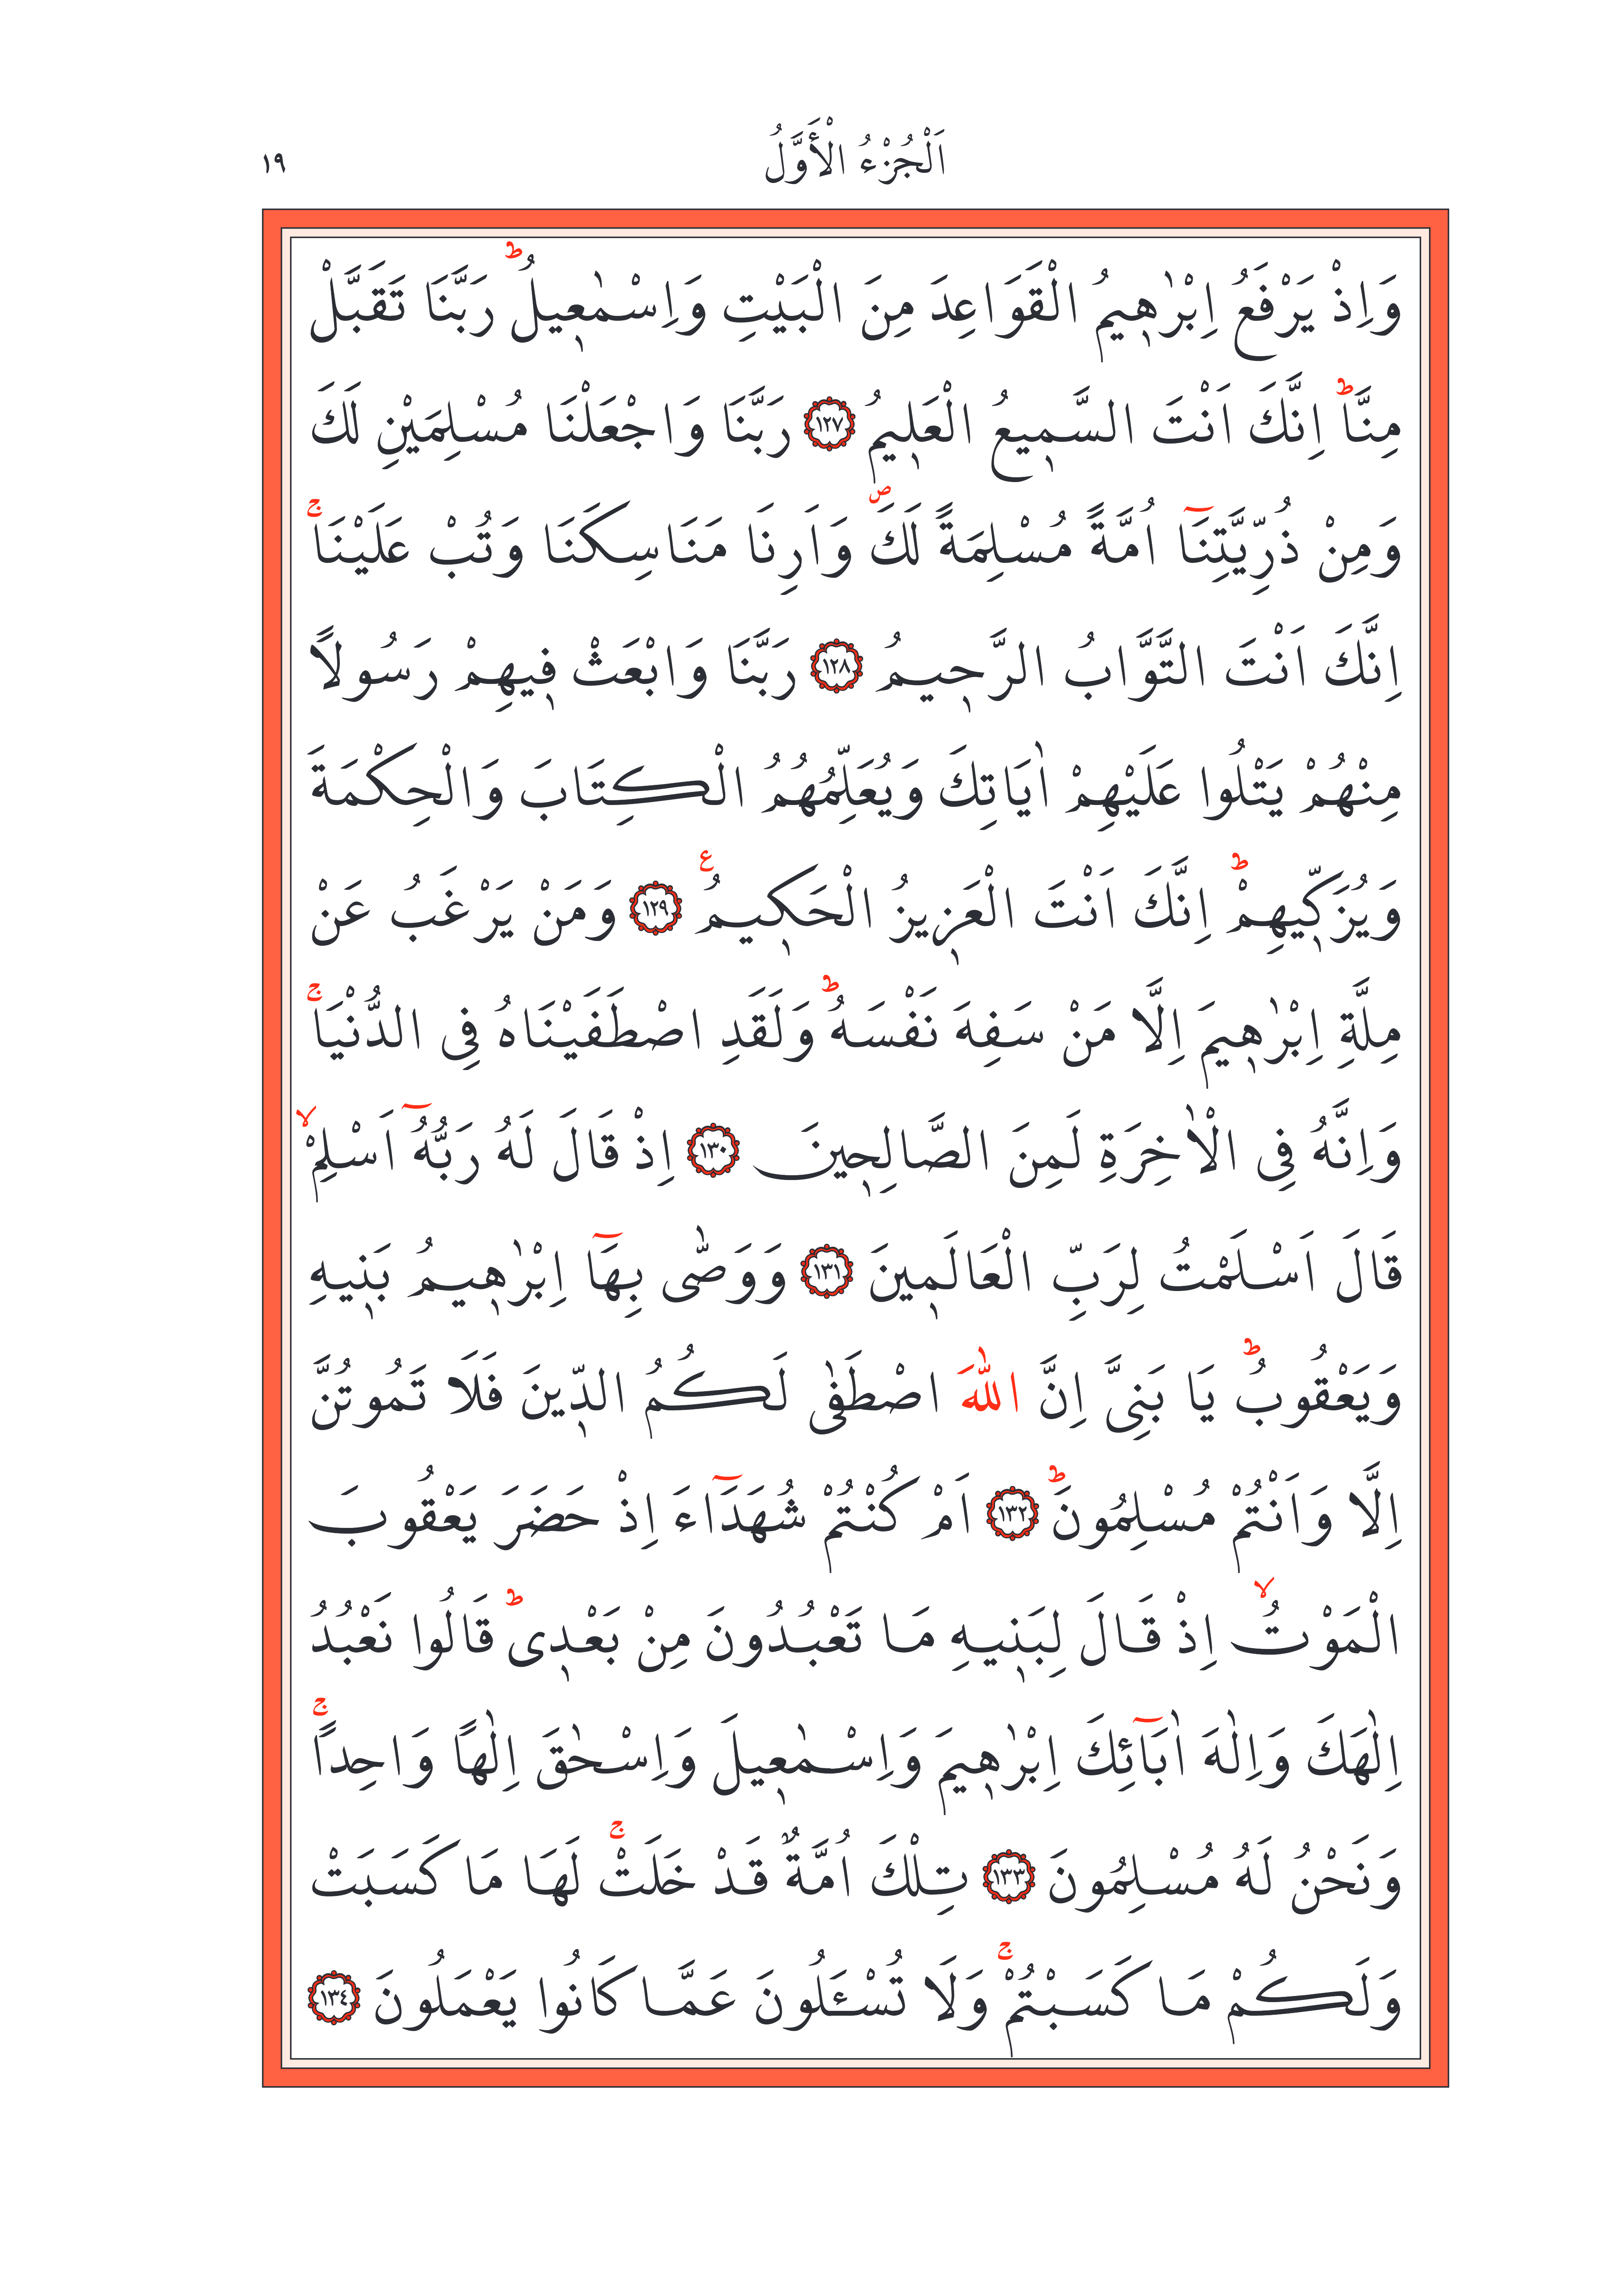 اَلْجُزْءُ الْأَوَّلُ
١٩
وَاِذْ يَرْفَعُ اِبْرٰهٖيمُ الْقَوَاعِدَ مِنَ الْبَيْتِ وَاِسْمٰعٖيلُ ؕ رَبَّنَا تَقَبَّلْ
مِنَّا ؕ اِنَّكَ اَنْتَ السَّمٖيعُ الْعَلٖيمُ ﴿١٢٧﴾ رَبَّنَا وَاجْعَلْنَا مُسْلِمَيْنِ لَكَ
وَمِنْ ذُرِّيَّتِنَٓا اُمَّةً مُسْلِمَةً لَكَ ۖ وَاَرِنَا مَنَاسِكَنَا وَتُبْ عَلَيْنَا ۚ
اِنَّكَ اَنْتَ التَّوَّابُ الرَّحٖيمُ ﴿١٢٨﴾ رَبَّنَا وَابْعَثْ فٖيهِمْ رَسُولًا
مِنْهُمْ يَتْلُوا عَلَيْهِمْ اٰيَاتِكَ وَيُعَلِّمُهُمُ الْكِتَابَ وَالْحِكْمَةَ
وَيُزَكّٖيهِمْ ؕ اِنَّكَ اَنْتَ الْعَزٖيزُ الْحَكٖيمُ ع ﴿١٢٩﴾ وَمَنْ يَرْغَبُ عَنْ
مِلَّةِ اِبْرٰهٖيمَ اِلَّا مَنْ سَفِهَ نَفْسَهُ ؕ وَلَقَدِ اصْطَفَيْنَاهُ فِى الدُّنْيَا ۚ
وَاِنَّهُ فِى الْاٰخِرَةِ لَمِنَ الصَّالِحٖينَ ﴿١٣٠﴾ اِذْ قَالَ لَهُ رَبُّهُٓ اَسْلِمْ ۙ
قَالَ اَسْلَمْتُ لِرَبِّ الْعَالَمٖينَ ﴿١٣١﴾ وَوَصّٰى بِهَٓا اِبْرٰهٖيمُ بَنٖيهِ
وَيَعْقُوبُ ؕ يَا بَنِىَّ اِنَّ اللّٰهَ اصْطَفٰى لَكُمُ الدّٖينَ فَلَا تَمُوتُنَّ
اِلَّا وَاَنْتُمْ مُسْلِمُونَ ؕ ﴿١٣٢﴾ اَمْ كُنْتُمْ شُهَدَٓاءَ اِذْ حَضَرَ يَعْقُوبَ
الْمَوْتُ ۙ اِذْ قَالَ لِبَنٖيهِ مَا تَعْبُدُونَ مِنْ بَعْدٖى ؕ قَالُوا نَعْبُدُ
اِلٰهَكَ وَاِلٰهَ اٰبَٓائِكَ اِبْرٰهٖيمَ وَاِسْمٰعٖيلَ وَاِسْحٰقَ اِلٰهًا وَاحِدًا ۚ
وَنَحْنُ لَهُ مُسْلِمُونَ ﴿١٣٣﴾ تِلْكَ اُمَّةٌ قَدْ خَلَتْ ۚ لَهَا مَا كَسَبَتْ
وَلَكُمْ مَا كَسَبْتُمْ ۚ وَلَا تُسْـَٔلُونَ عَمَّا كَانُوا يَعْمَلُونَ ﴿١٣٤﴾